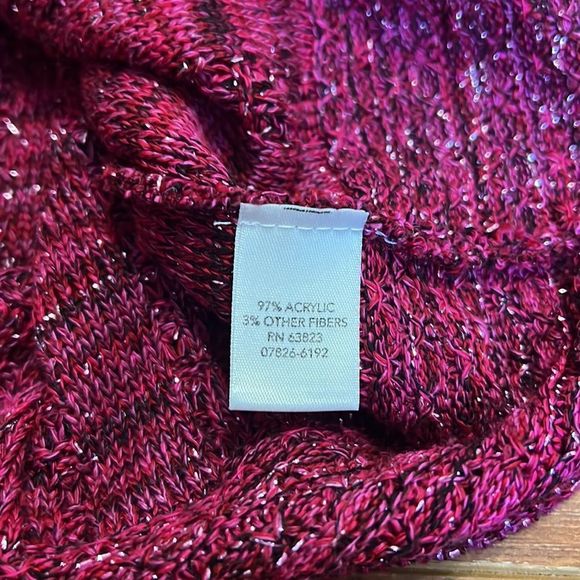 97% ACRYLIC
3% OTHER FIBERS
RN 63823
07826-6192